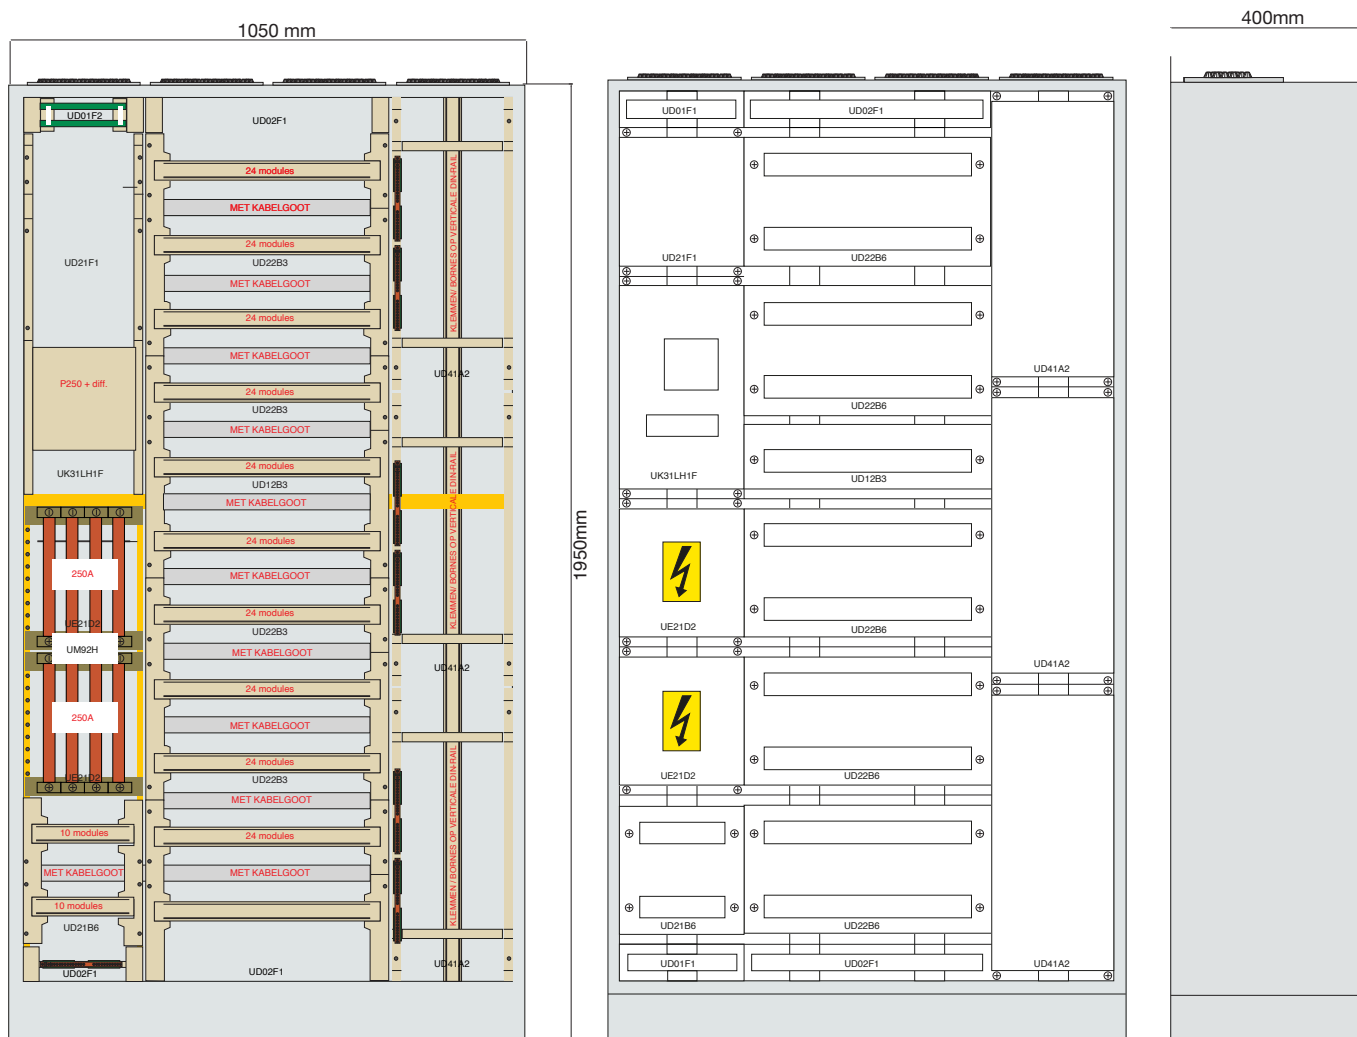 1050 mm
400mm
1950mm
UD01F2
UD02F1
24 modules
MET KABELGOOT
24 modules
UD21F1
UD22B3
MET KABELGOOT
24 modules
MET KABELGOOT
P250 + diff.
24 modules
UD22B3
MET KABELGOOT
24 modules
UK31LH1F
UD12B3
MET KABELGOOT
24 modules
250A
MET KABELGOOT
24 modules
UE21D2
UD22B3
UM92H
MET KABELGOOT
24 modules
250A
MET KABELGOOT
24 modules
UE21D2
UD22B3
MET KABELGOOT
10 modules
24 modules
MET KABELGOOT
MET KABELGOOT
10 modules
UD21B6
UD02F1
UD02F1
KLEMMEN/ BORNES OP VERTICALE DIN-RAIL
UD41A2
KLEMMEN/ BORNES OP VERTICALE DIN-RAIL
UD41A2
KLEMMEN / BORNES OP VERTICALE DIN-RAIL
UD41A2
UD01F1
UD02F1
UD21F1
UD22B6
UD41A2
UD22B6
UK31LH1F
UD12B3
UE21D2
UD22B6
UD41A2
UE21D2
UD22B6
UD21B6
UD22B6
UD01F1
UD02F1
UD41A2